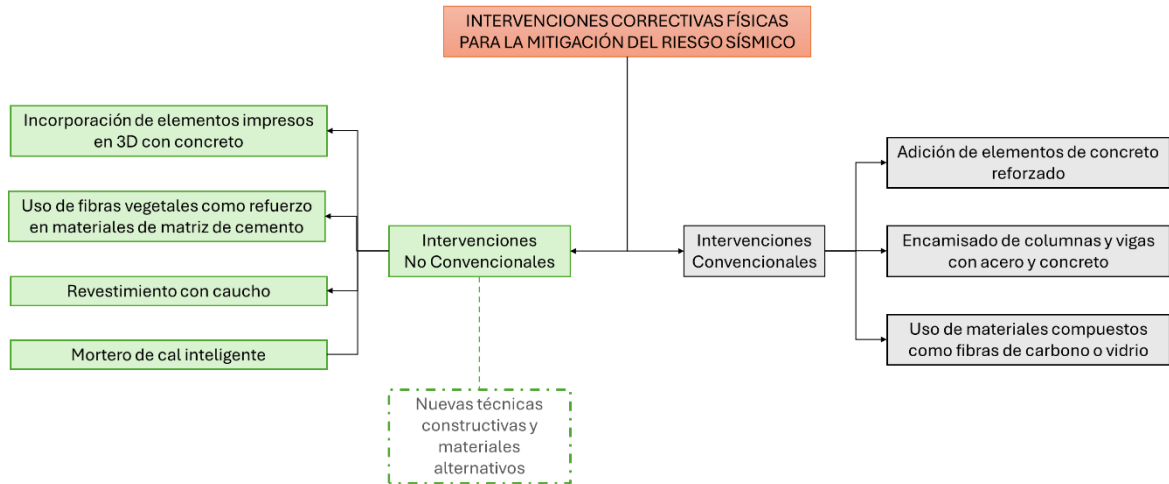 INTERVENCIONES CORRECTIVAS FÍSICAS
PARA LA MITIGACIÓN DEL RIESGO SÍSMICO
Incorporación de elementos impresos
en 3D con concreto
Uso de fibras vegetales como refuerzo
en materiales de matriz de cemento
Revestimiento con caucho
Mortero de cal inteligente
Intervenciones
No Convencionales
Nuevas técnicas
constructivas y
materiales
alternativos
Intervenciones
Convencionales
Adición de elementos de concreto
reforzado
Encamisado de columnas y vigas
con acero y concreto
Uso de materiales compuestos
como fibras de carbono o vidrio